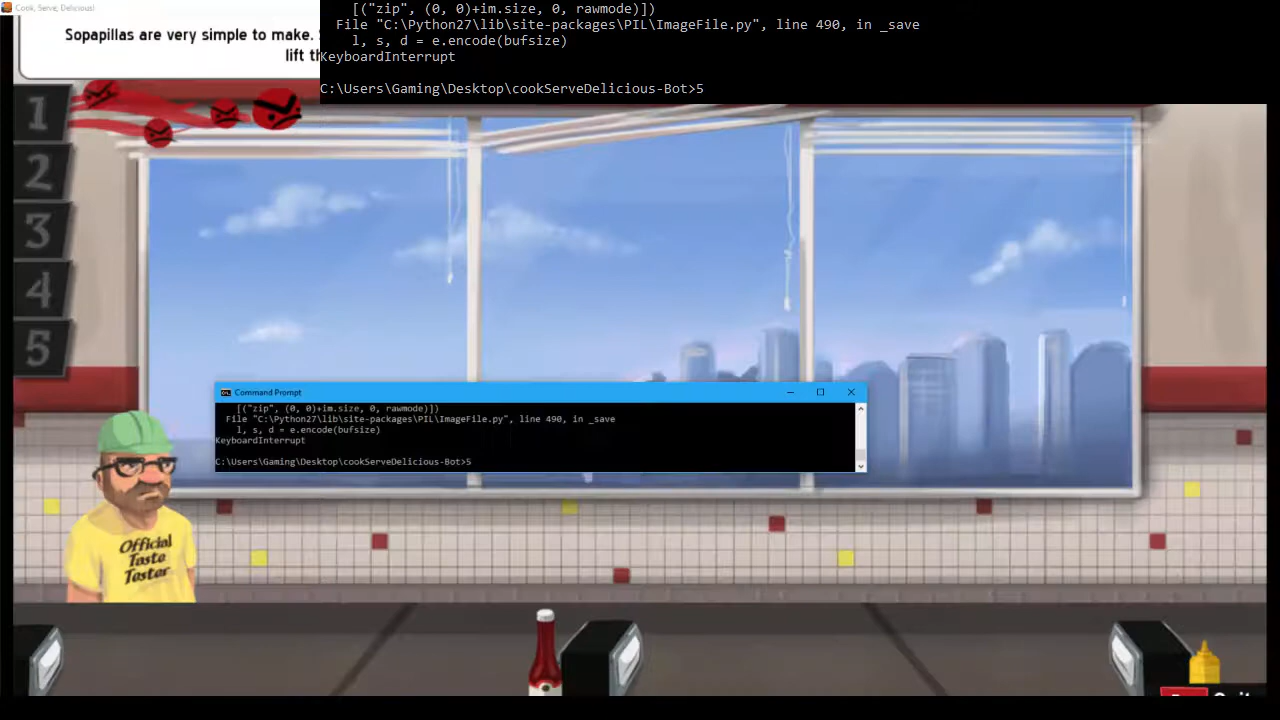 Cook, Serve, Delicious!
Sopapillas are very simple to make.
lift th
[("zip", (0, 0)+im.size, 0, rawmode)])
File "C:\Python27\lib\site-packages\PIL\ImageFile.py", line 490, in _save
l, s, d = e.encode(bufsize)
KeyboardInterrupt
C:\Users\Gaming\Desktop\cookServeDelicious-Bot>5
1
2
3
4
5
Command Prompt
[("zip", (0, 0)+im.size, 0, rawmode)])
File "C:\Python27\lib\site-packages\PIL\ImageFile.py", line 490, in _save
l, s, d = e.encode(bufsize)
KeyboardInterrupt
C:\Users\Gaming\Desktop\cookServeDelicious-Bot>5
Official
Taste
Tester